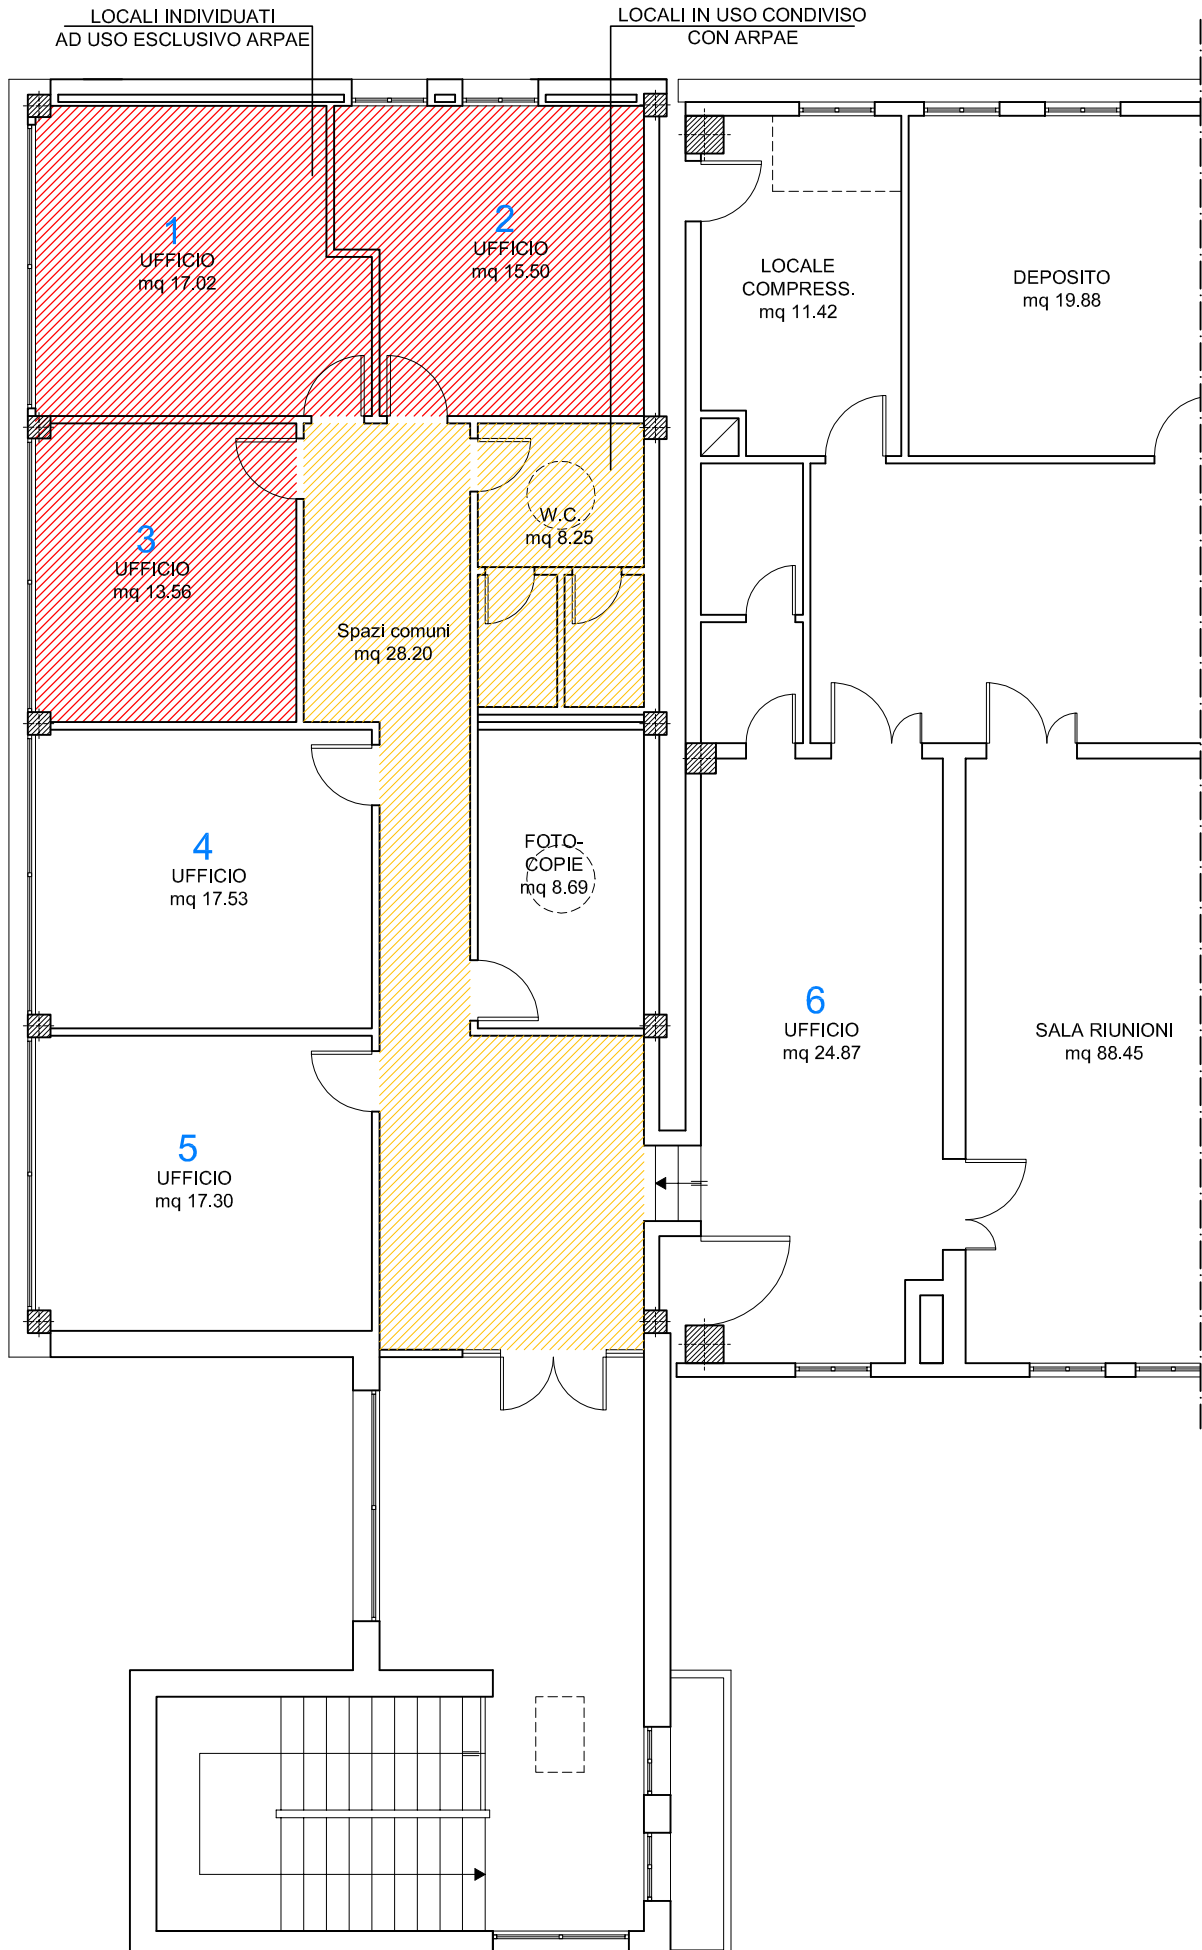 LOCALI INDIVIDUATI
AD USO ESCLUSIVO ARPAE
LOCALI IN USO CONDIVISO
CON ARPAE
1
UFFICIO
mq 17.02
2
UFFICIO
mq 15.50
LOCALE
COMPRESS.
mq 11.42
DEPOSITO
mq 19.88
3
UFFICIO
mq 13.56
W.C.
mq 8.25
Spazi comuni
mq 28.20
4
UFFICIO
mq 17.53
FOTO-
COPIE
mq 8.69
6
UFFICIO
mq 24.87
SALA RIUNIONI
mq 88.45
5
UFFICIO
mq 17.30